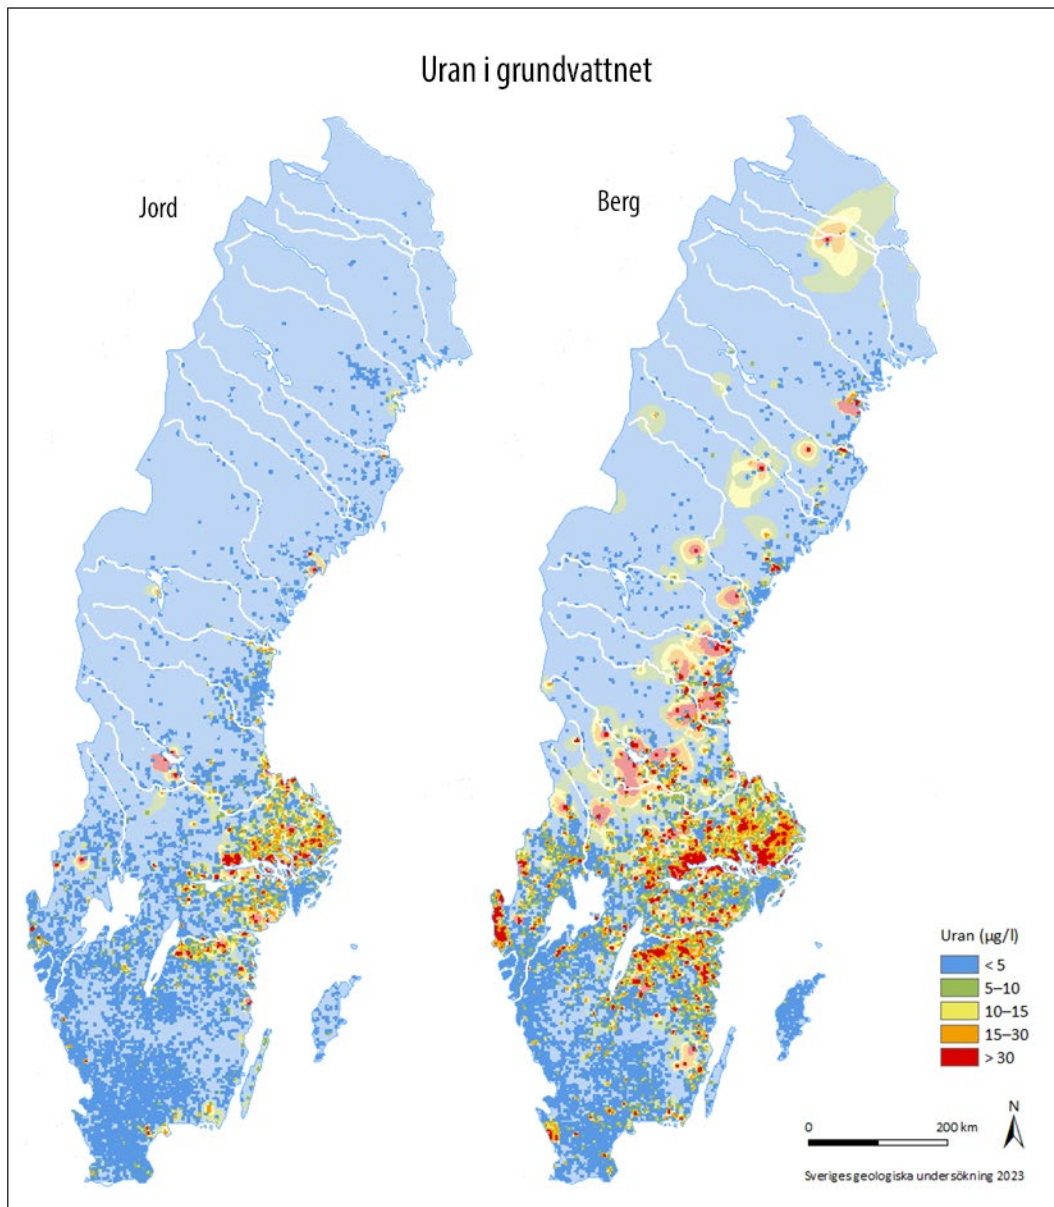 Uran i grundvattnet
Jord
Berg
Uran (µg/l)
< 5
5–10
10–15
15–30
> 30
N
0 200 km
Sveriges geologiska undersökning 2023